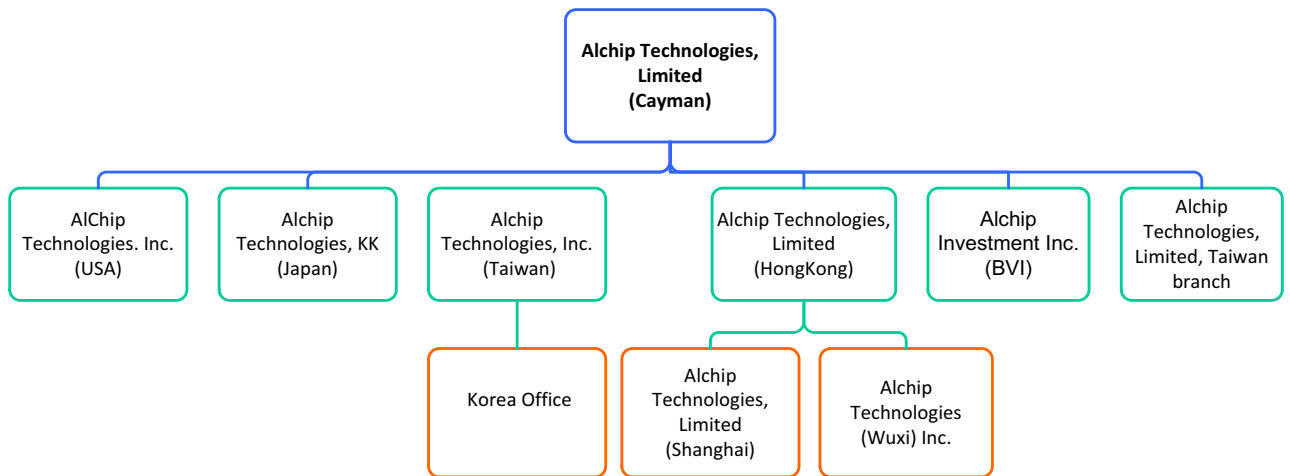 Alchip Technologies,
Limited
(Cayman)
AlChip
Technologies. Inc.
(USA)
Alchip
Technologies, KK
(Japan)
Alchip
Technologies, Inc.
(Taiwan)
Alchip Technologies,
Limited
(HongKong)
Alchip
Investment Inc.
(BVI)
Alchip
Technologies,
Limited, Taiwan
branch
Korea Office
Alchip
Technologies,
Limited
(Shanghai)
Alchip
Technologies
(Wuxi) Inc.